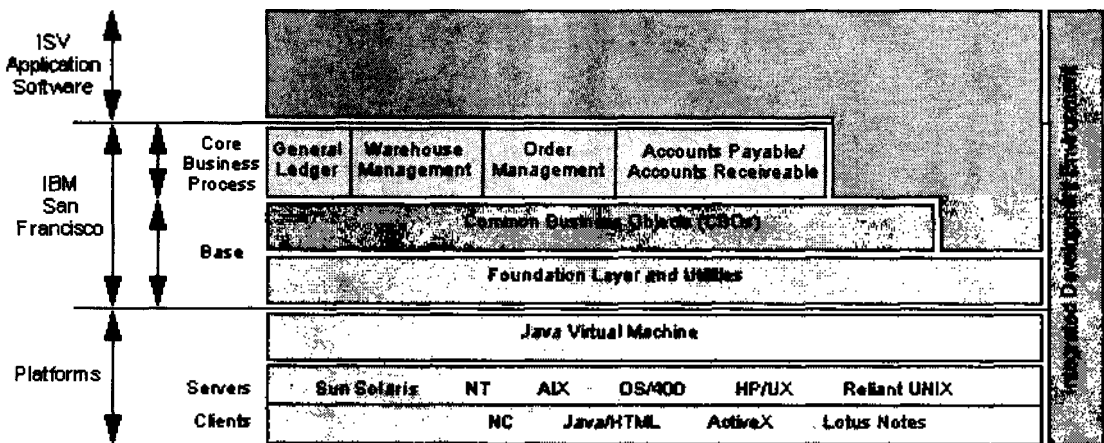 ISV
Application
Software
Core
Business
Process
General
Ledger
Warehouse
Management
Order
Management
Accounts Payable/
Accounts Receiveable
IBM
San
Francisco
Common Business Objects (CBOs)
Base
Foundation Layer and Utilities
Java Virtual Machine
Platforms
Servers Sun Solaris NT AIX OS/400 HP/UX Reliant UNIX
Clients NC Java/HTML ActiveX Lotus Notes
Integrated Development Environment